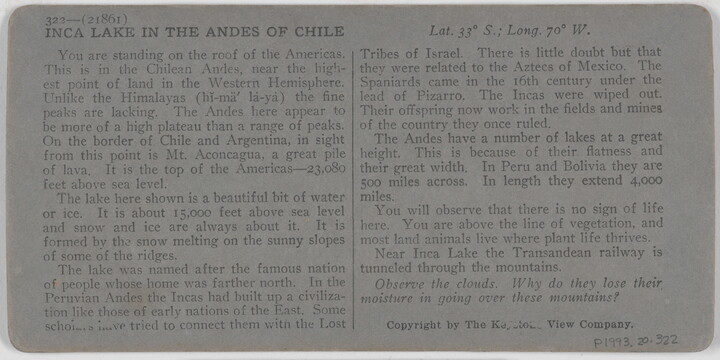 322—(21861)
INCA LAKE IN THE ANDES OF CHILE
Lat. 33° S.; Long. 70° W.
You are standing on the roof of the Americas.
This is in the Chilean Andes, near the high-
est point of land in the Western Hemisphere.
Unlike the Himalayas (hĭ-mä' lȧ-yȧ) the fine
peaks are lacking. The Andes here appear to
be more of a high plateau than a range of peaks.
On the border of Chile and Argentina, in sight
from this point is Mt. Aconcagua, a great pile
of lava. It is the top of the Americas—23,080
feet above sea level.
The lake here shown is a beautiful bit of water
or ice. It is about 15,000 feet above sea level
and snow and ice are always about it. It is
formed by the snow melting on the sunny slopes
of some of the ridges.
The lake was named after the famous nation
of people whose home was farther north. In the
Peruvian Andes the Incas had built up a civiliza-
tion like those of early nations of the East. Some
have tried to connect them with the Lost
Tribes of Israel. There is little doubt but that
they were related to the Aztecs of Mexico. The
Spaniards came in the 16th century under the
lead of Pizarro. The Incas were wiped out.
Their offspring now work in the fields and mines
of the country they once ruled.
The Andes have a number of lakes at a great
height. This is because of their flatness and
their great width. In Peru and Bolivia they are
500 miles across. In length they extend 4,000
miles.
You will observe that there is no sign of life
here. You are above the line of vegetation, and
most land animals live where plant life thrives.
Near Inca Lake the Transandean railway is
tunneled through the mountains.
Observe the clouds. Why do they lose their
moisture in going over these mountains?
Copyright by The View Company.
P1993.20.322